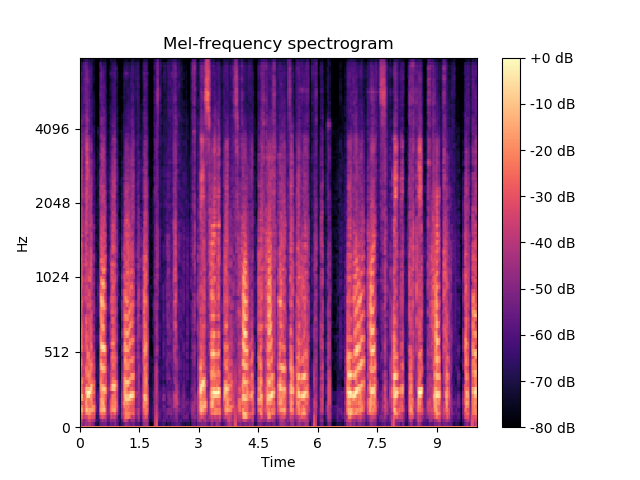 Mel-frequency spectrogram
+0 dB
-10 dB
-20 dB
-30 dB
-40 dB
-50 dB
-60 dB
-70 dB
-80 dB
4096
2048
1024
512
0
Hz
0 1.5 3 4.5 6 7.5 9
Time